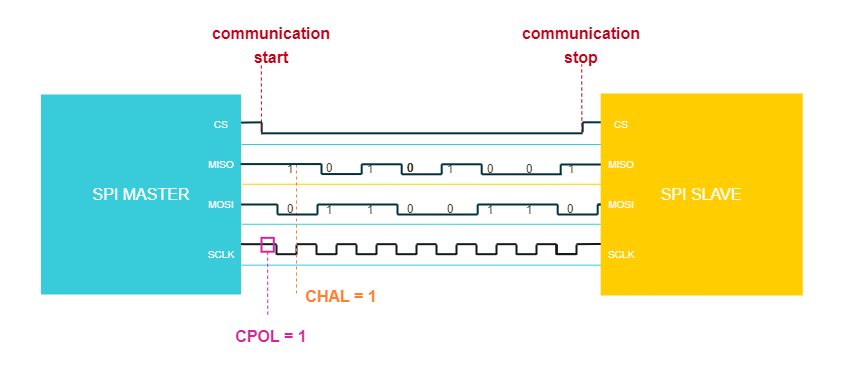 communication
start
communication
stop
CS
CS
MISO
1 0 1 0 1 0 0 1
MISO
SPI MASTER
SPI SLAVE
MOSI
0 1 1 0 0 1 1 0
MOSI
SCLK
SCLK
CHAL = 1
CPOL = 1